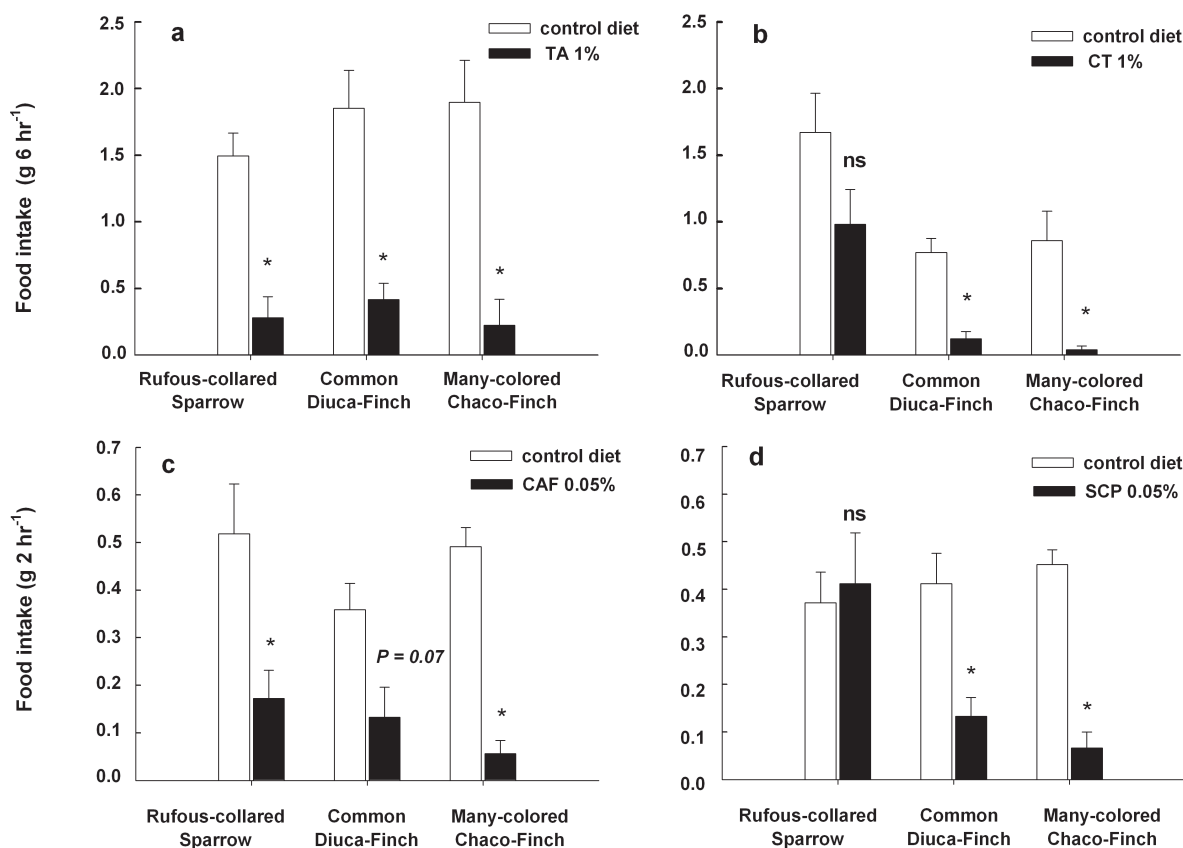 a
control diet
TA 1%
Food intake (g 6 hr-1)
2.5
2.0
1.5
1.0
0.5
0.0
*
*
*
Rufous-collared
Sparrow
Common
Diuca-Finch
Many-colored
Chaco-Finch
b
control diet
CT 1%
2.5
2.0
1.5
1.0
0.5
0.0
ns
*
*
Rufous-collared
Sparrow
Common
Diuca-Finch
Many-colored
Chaco-Finch
c
control diet
CAF 0.05%
Food intake (g 2 hr-1)
0.7
0.6
0.5
0.4
0.3
0.2
0.1
0.0
*
P = 0.07
*
Rufous-collared
Sparrow
Common
Diuca-Finch
Many-colored
Chaco-Finch
d
control diet
SCP 0.05%
0.7
0.6
0.5
0.4
0.3
0.2
0.1
0.0
ns
*
*
Rufous-collared
Sparrow
Common
Diuca-Finch
Many-colored
Chaco-Finch